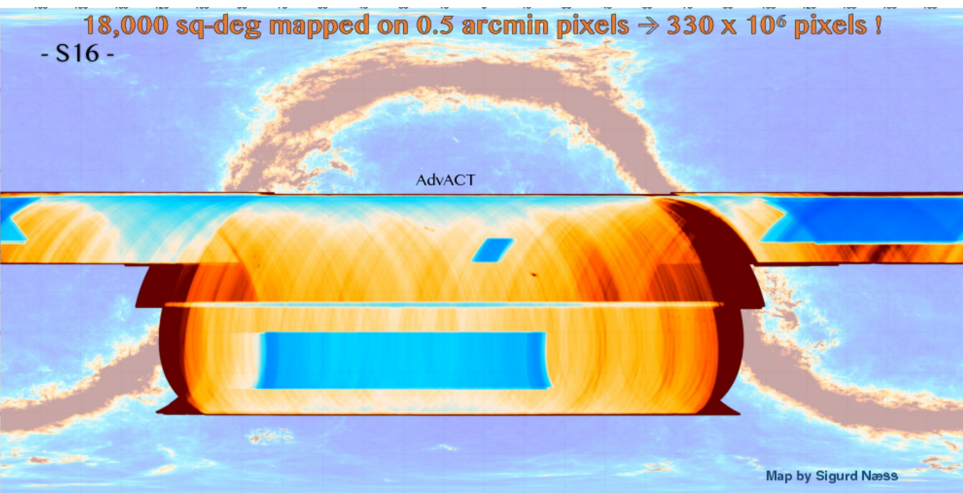 18,000 sq-deg mapped on 0.5 arcmin pixels → 330 x 10⁶ pixels !
- S16 -
AdvACT
Map by Sigurd Næss